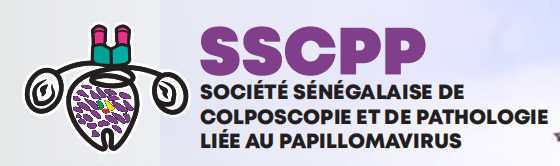 SSCPP
SOCIÉTÉ SÉNÉGALAISE DE
COLPOSCOPIE ET DE PATHOLOGIE
LIÉE AU PAPILLOMAVIRUS